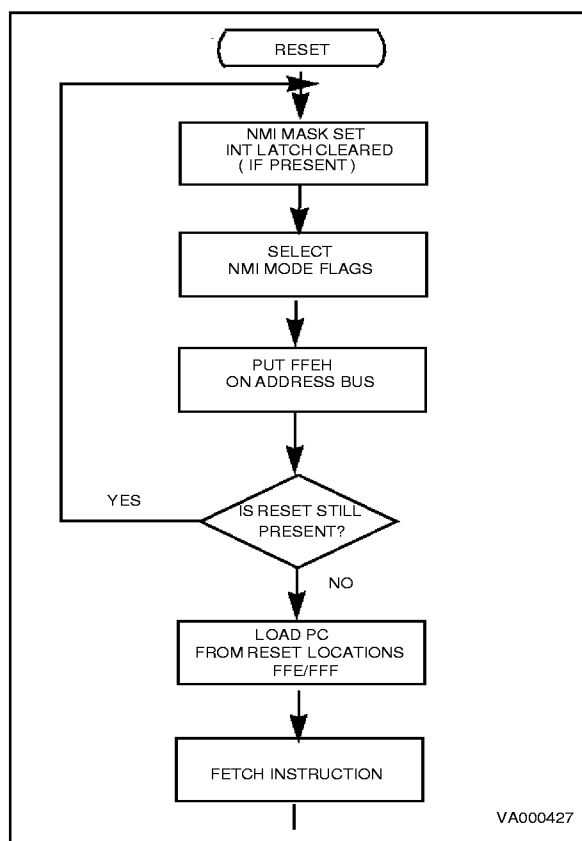 RESET
NMI MASK SET
INT LATCH CLEARED
( IF PRESENT )
SELECT
NMI MODE FLAGS
PUT FFEH
ON ADDRESS BUS
YES
IS RESET STILL
PRESENT?
NO
LOAD PC
FROM RESET LOCATIONS
FFE/FFF
FETCH INSTRUCTION
VA000427